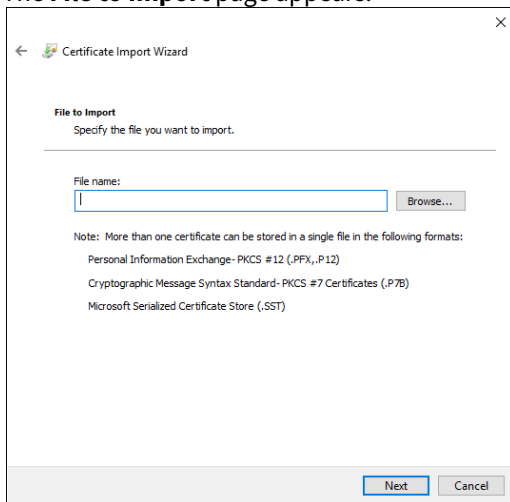 The File to Import page appears.
Certificate Import Wizard
File to Import
Specify the file you want to import.
File name:
Browse...
Note: More than one certificate can be stored in a single file in the following formats:
Personal Information Exchange- PKCS #12 (.PFX,.P12)
Cryptographic Message Syntax Standard- PKCS #7 Certificates (.P7B)
Microsoft Serialized Certificate Store (.SST)
Next Cancel